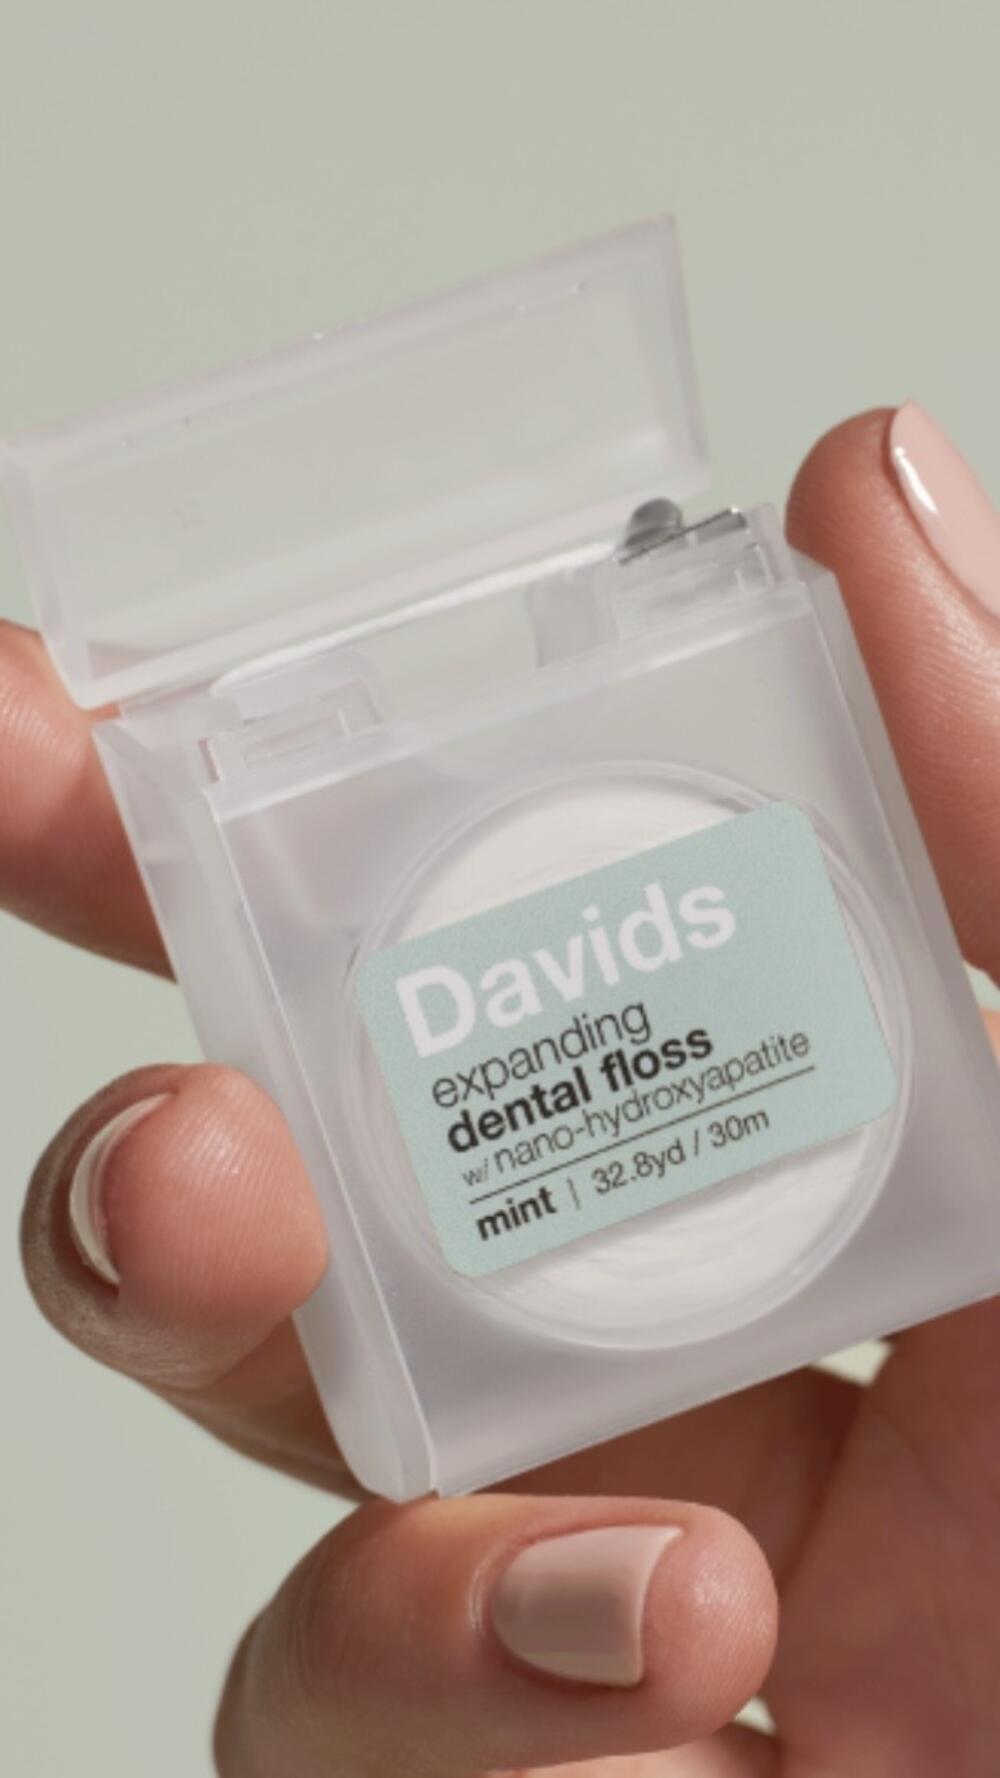 Davids
expanding
dental floss
w/ nano-hydroxyapatite
mint | 32.8yd / 30m